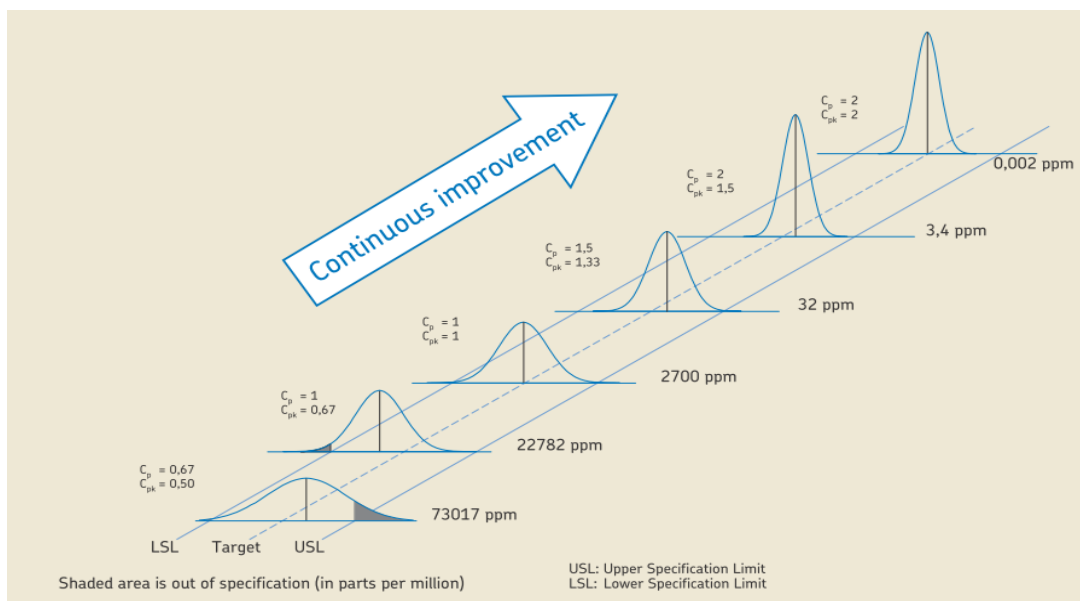 Continuous improvement
Cp = 2
Cpk = 2
0,002 ppm
Cp = 2
Cpk = 1,5
3,4 ppm
Cp = 1,5
Cpk = 1,33
32 ppm
Cp = 1
Cpk = 1
2700 ppm
Cp = 1
Cpk = 0,67
22782 ppm
Cp = 0,67
Cpk = 0,50
73017 ppm
LSL Target USL
Shaded area is out of specification (in parts per million)
USL: Upper Specification Limit
LSL: Lower Specification Limit